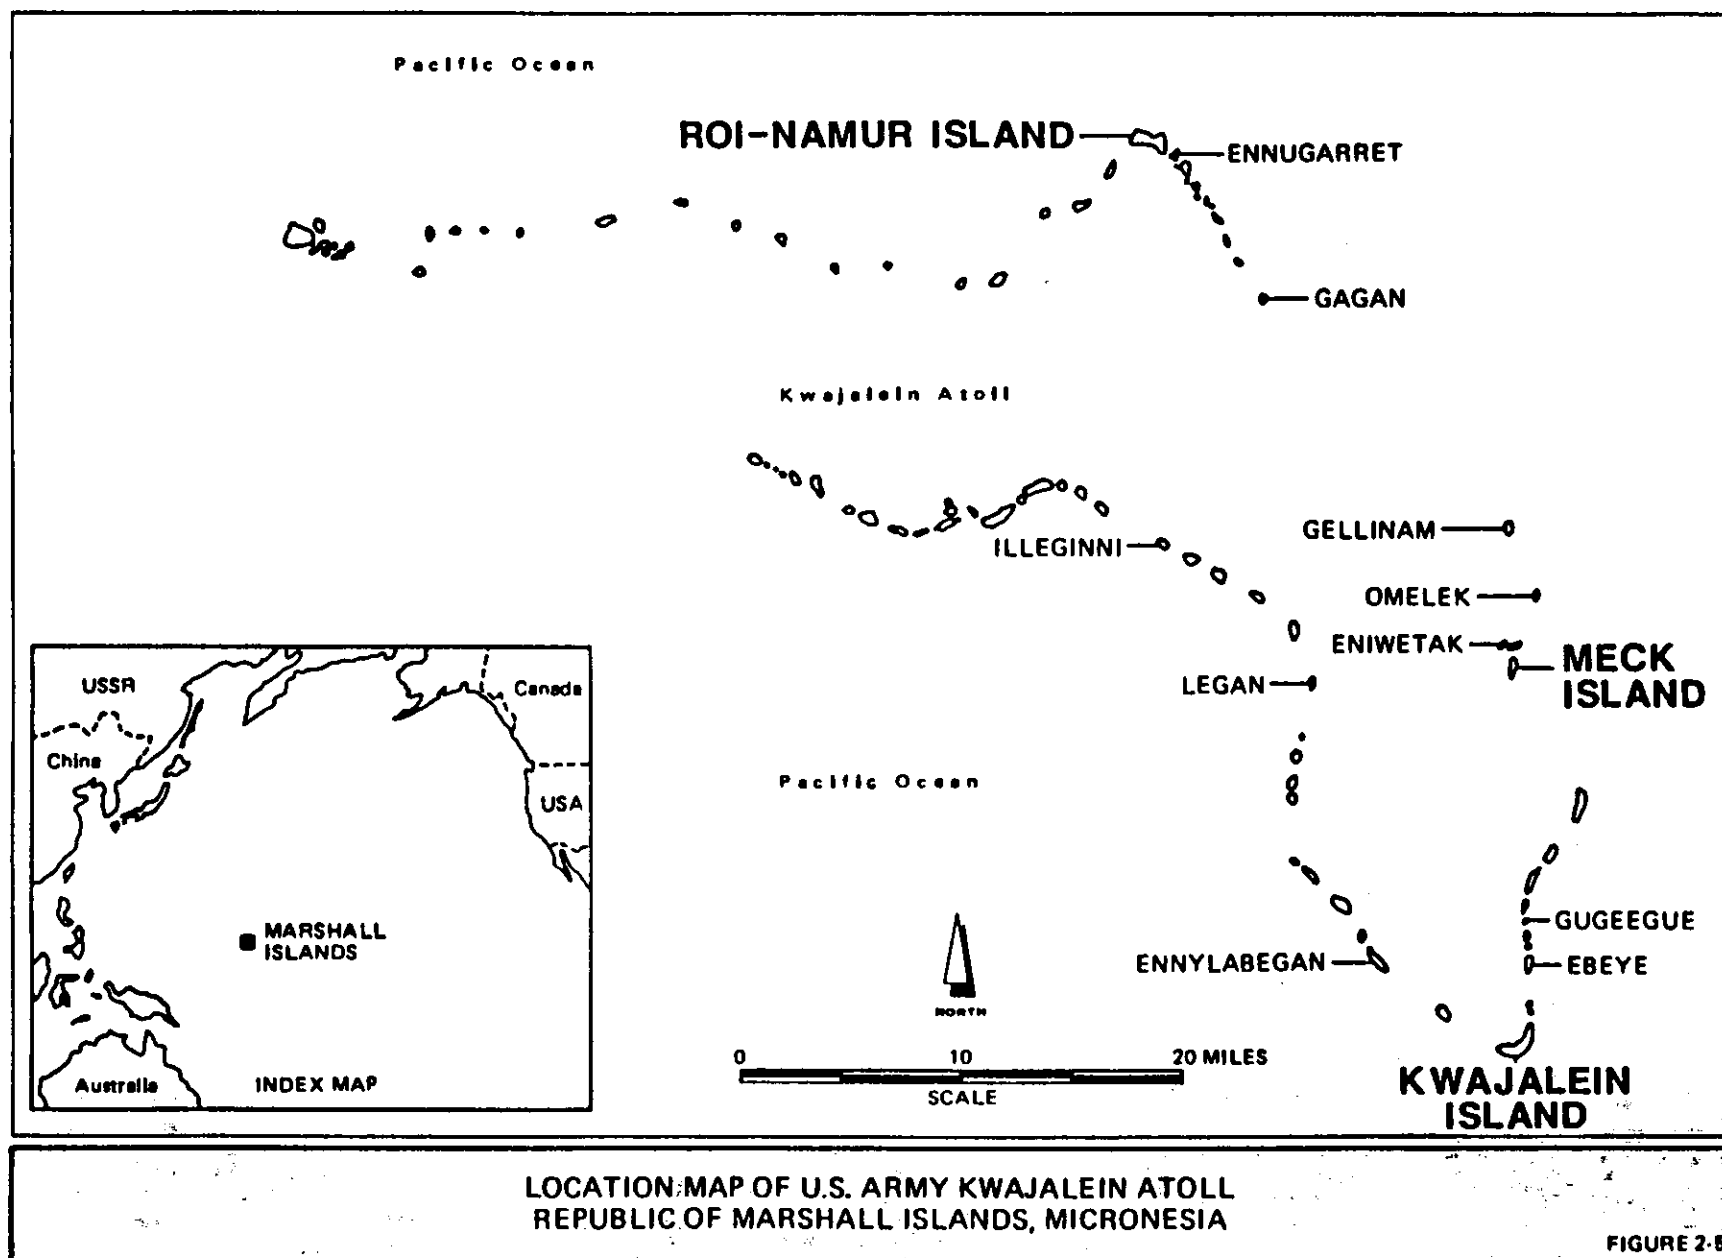 Pacific Ocean
ROI-NAMUR ISLAND
ENNUGARRET
GAGAN
Kwajalein Atoll
GELLINAM
ILLEGINNI
OMELEK
ENIWETAK
MECK
ISLAND
LEGAN
USSR
Canada
China
USA
Pacific Ocean
MARSHALL
ISLANDS
GUGEEGUE
ENNYLABEGAN
EBEYE
NORTH
0 10 20 MILES
SCALE
Australia
INDEX MAP
KWAJALEIN
ISLAND
LOCATION MAP OF U.S. ARMY KWAJALEIN ATOLL
REPUBLIC OF MARSHALL ISLANDS, MICRONESIA
FIGURE